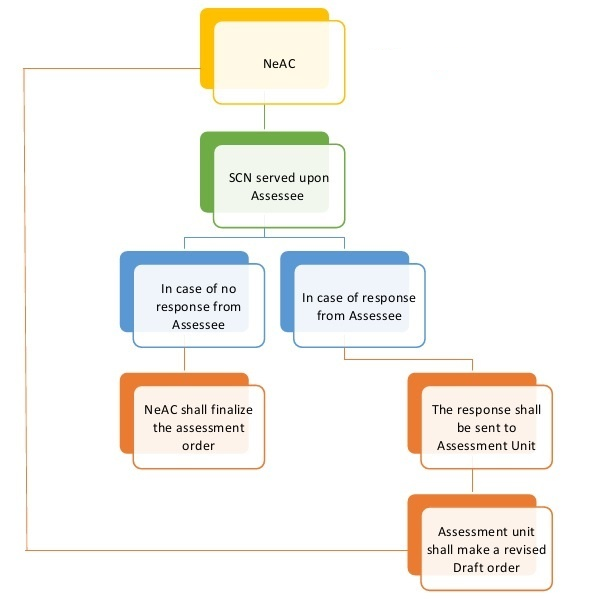 NeAC
SCN served upon
Assessee
In case of no
response from
Assessee
In case of response
from Assessee
NeAC shall finalize
the assessment
order
The response shall
be sent to
Assessment Unit
Assessment unit
shall make a revised
Draft order